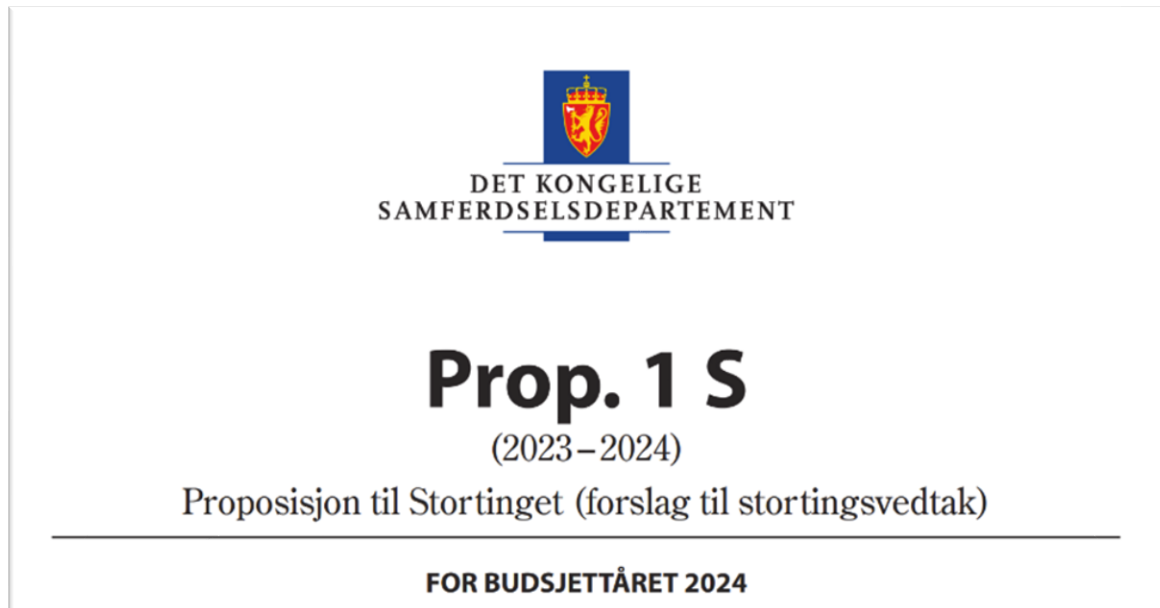 DET KONGELIGE
SAMFERDSELSDEPARTEMENT
Prop. 1 S
(2023–2024)
Proposisjon til Stortinget (forslag til stortingsvedtak)
FOR BUDSJETTÅRET 2024